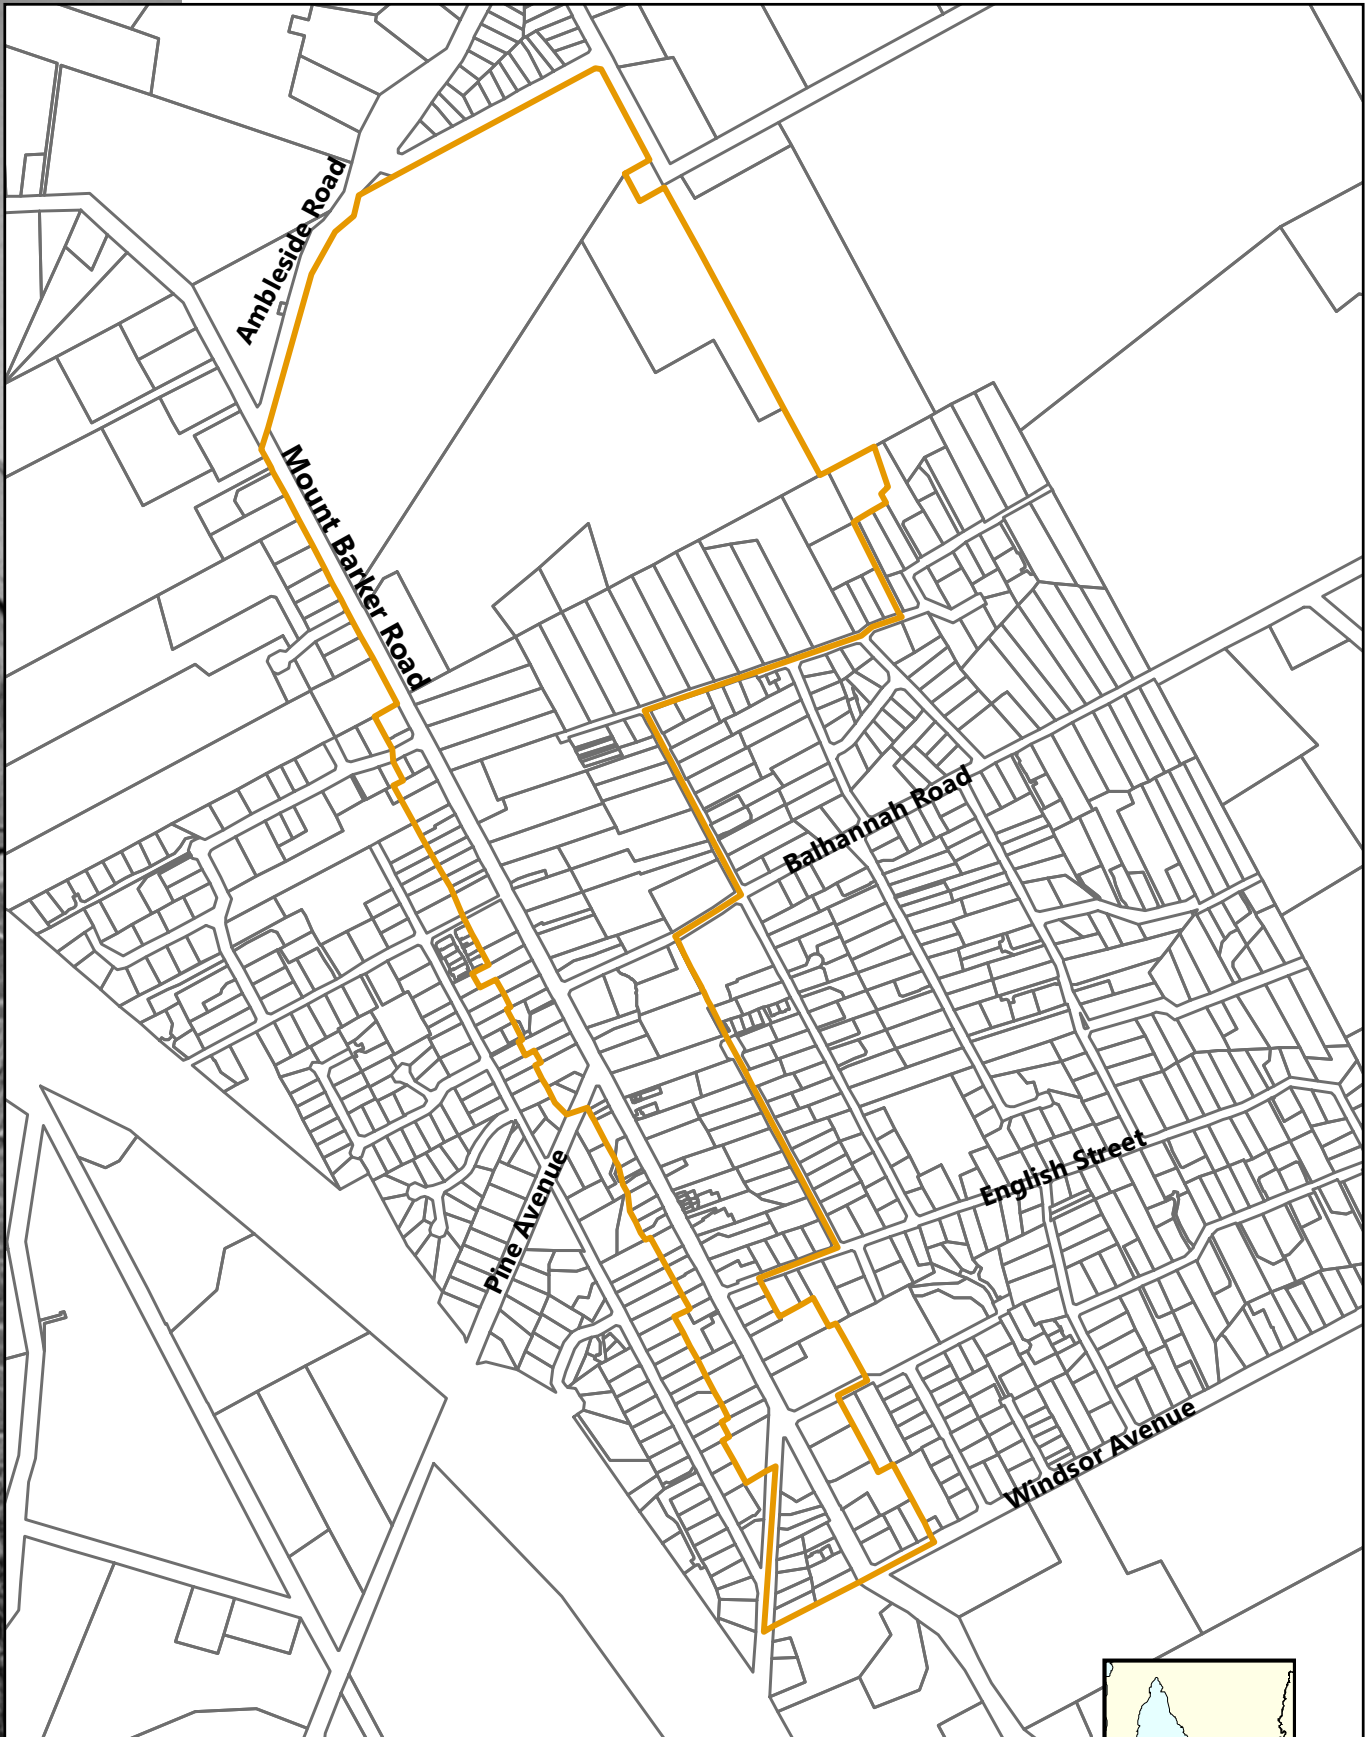 Ambleside Road
Mount Barker Road
Balhannah Road
English Street
Pine Avenue
Windsor Avenue